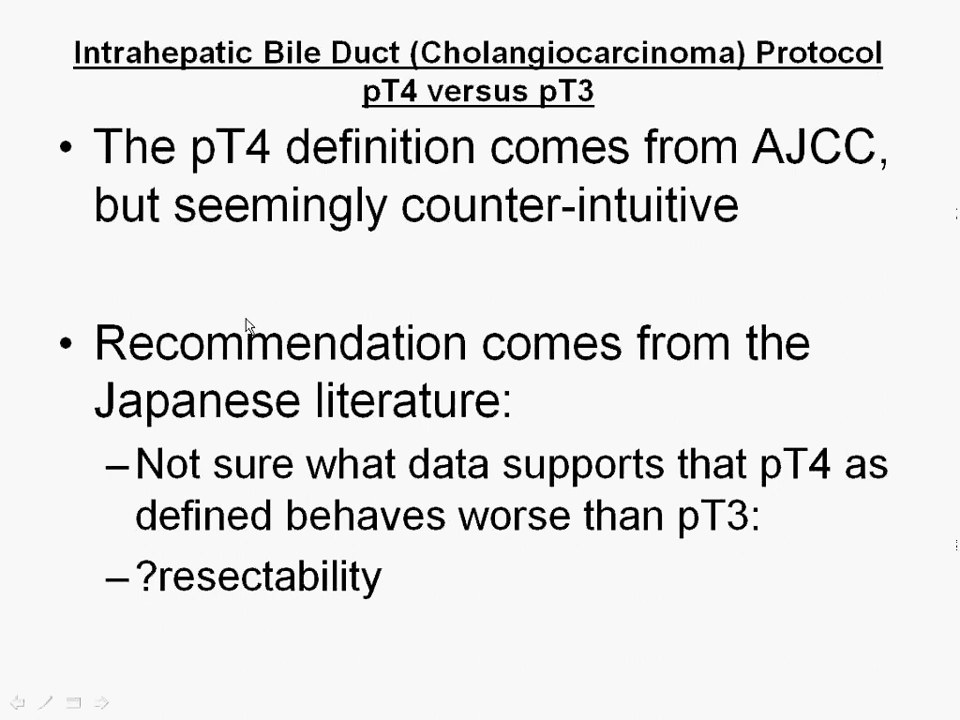 Intrahepatic Bile Duct (Cholangiocarcinoma) Protocol
pT4 versus pT3
• The pT4 definition comes from AJCC,
but seemingly counter-intuitive
• Recommendation comes from the
Japanese literature:
– Not sure what data supports that pT4 as
defined behaves worse than pT3:
– ?resectability